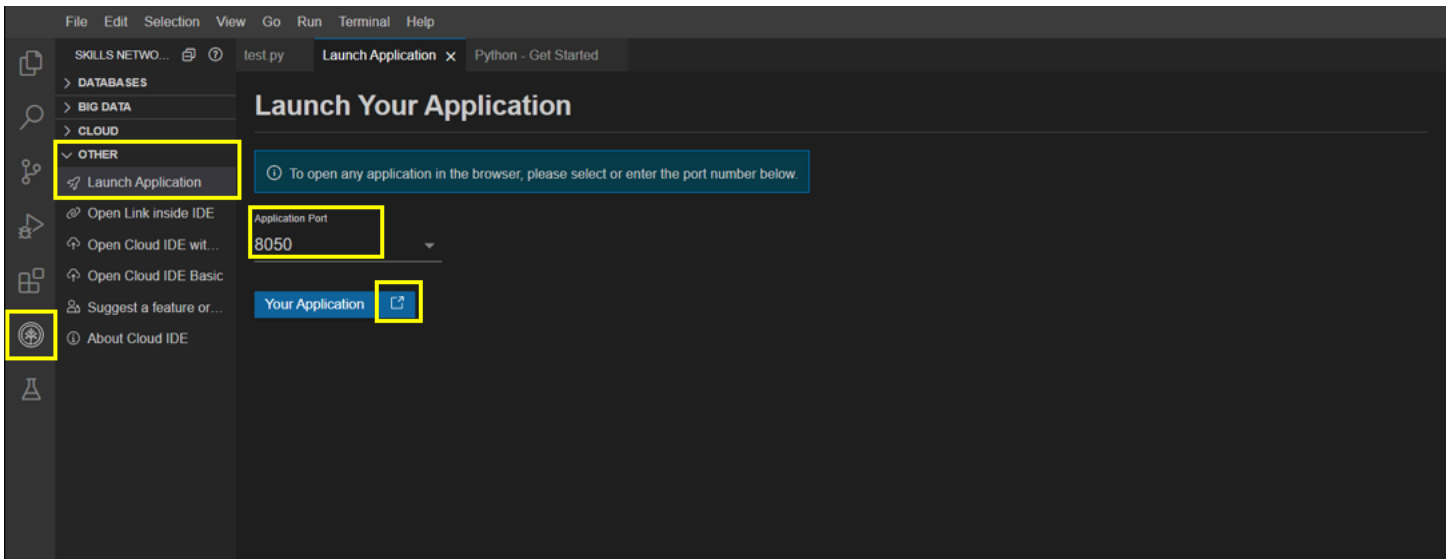 File Edit Selection View Go Run Terminal Help
SKILLS NETWO...
test.py Launch Application Python - Get Started
DATABASES
BIG DATA
CLOUD
OTHER
Launch Application
Open Link inside IDE
Open Cloud IDE wit...
Open Cloud IDE Basic
Suggest a feature or...
About Cloud IDE
Launch Your Application
To open any application in the browser, please select or enter the port number below.
Application Port
8050
Your Application